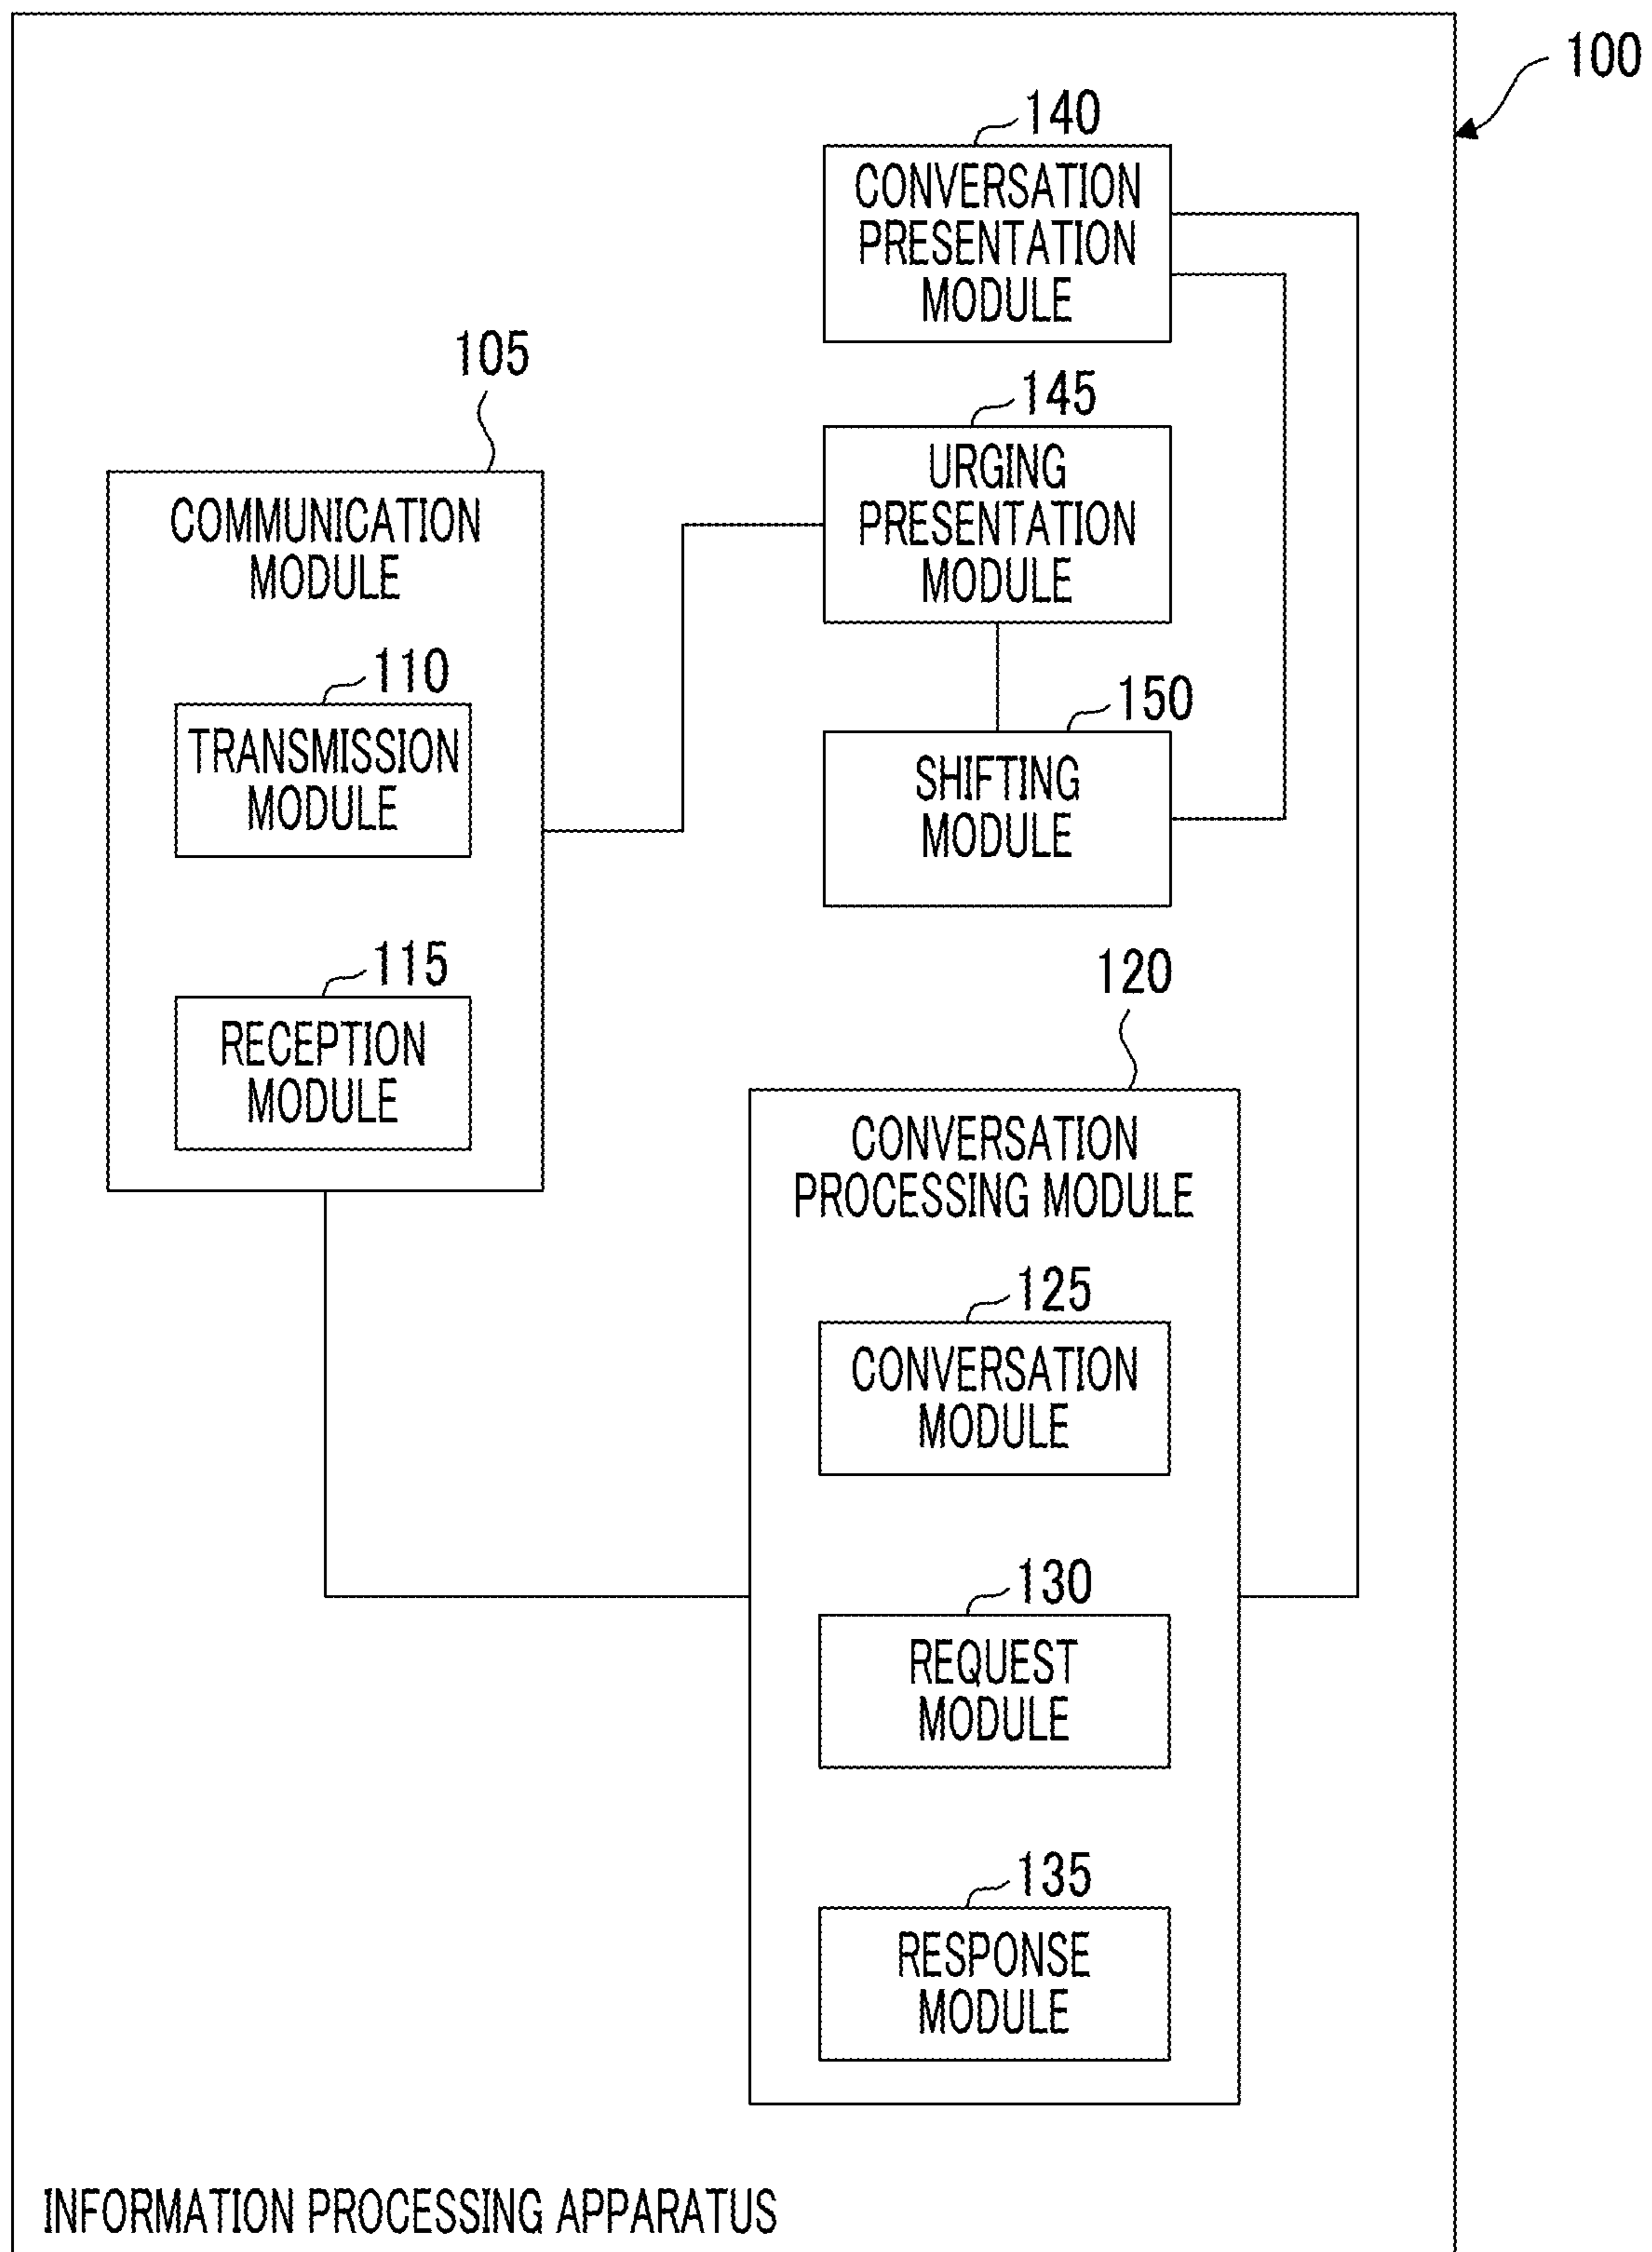 100
140
CONVERSATION
PRESENTATION
MODULE
105
145
URGING
PRESENTATION
MODULE
COMMUNICATION
MODULE
110
TRANSMISSION
MODULE
150
SHIFTING
MODULE
115
RECEPTION
MODULE
120
CONVERSATION
PROCESSING MODULE
125
CONVERSATION
MODULE
130
REQUEST
MODULE
135
RESPONSE
MODULE
INFORMATION PROCESSING APPARATUS